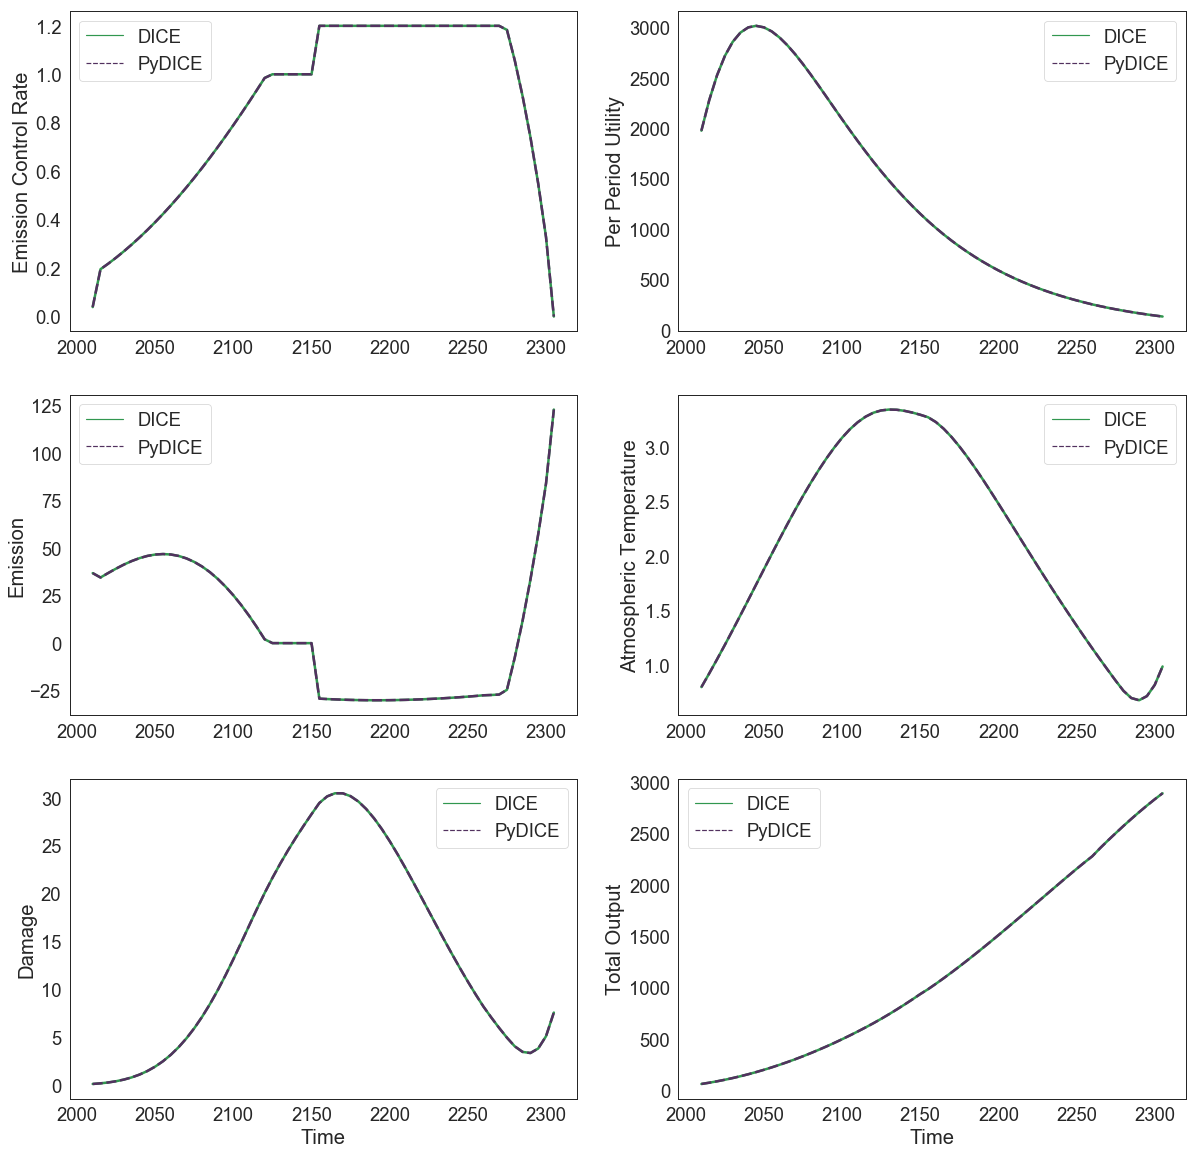 Emission Control Rate
1.2
1.0
0.8
0.6
0.4
0.2
0.0
2000 2050 2100 2150 2200 2250 2300
DICE
PyDICE
Per Period Utility
3000
2500
2000
1500
1000
500
0
2000 2050 2100 2150 2200 2250 2300
DICE
PyDICE
Emission
125
100
75
50
25
0
−25
2000 2050 2100 2150 2200 2250 2300
DICE
PyDICE
Atmospheric Temperature
3.0
2.5
2.0
1.5
1.0
2000 2050 2100 2150 2200 2250 2300
DICE
PyDICE
Damage
30
25
20
15
10
5
0
2000 2050 2100 2150 2200 2250 2300
Time
DICE
PyDICE
Total Output
3000
2500
2000
1500
1000
500
0
2000 2050 2100 2150 2200 2250 2300
Time
DICE
PyDICE